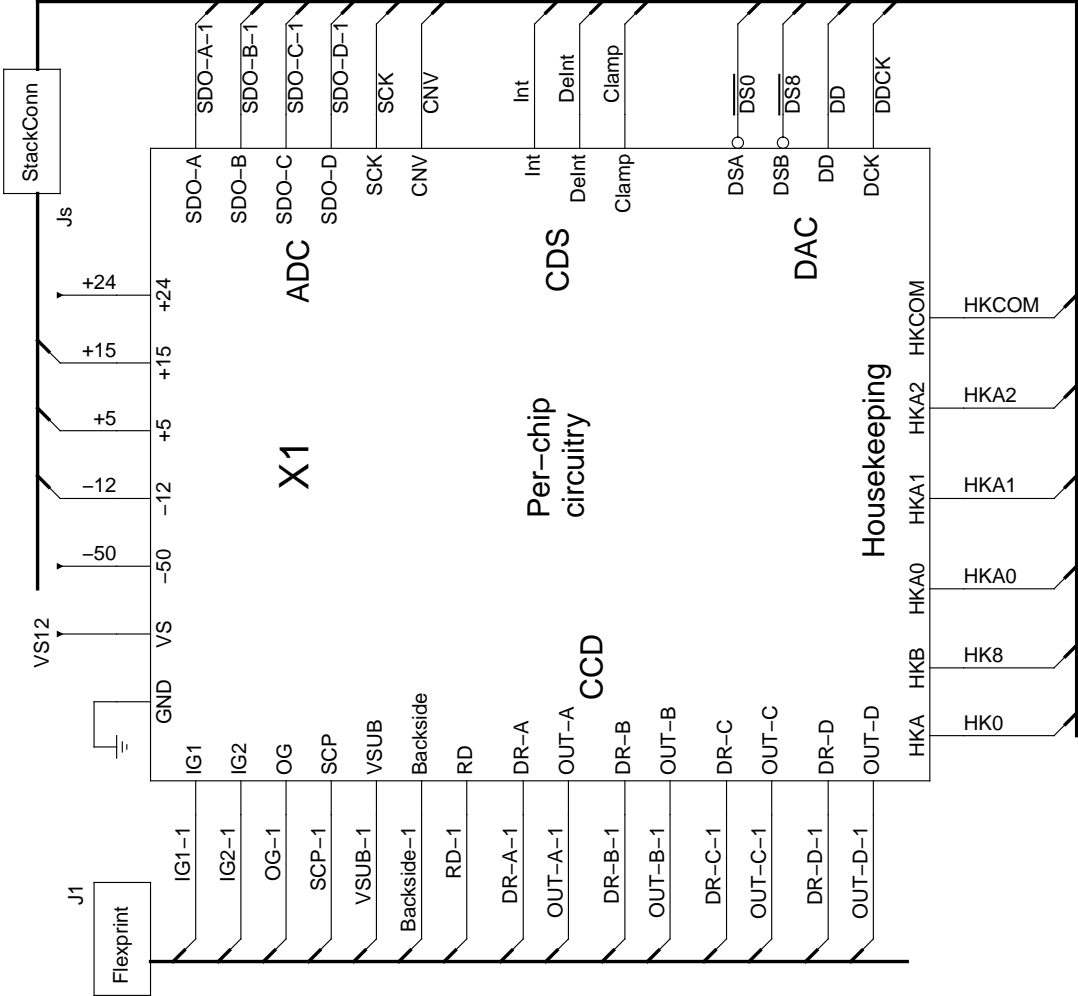 StackConn
Js
+24
+15
+5
−12
−50
VS12
+24
+15
+5
−12
−50
VS
GND
SDO−A−1
SDO−B−1
SDO−C−1
SDO−D−1
SCK
CNV
Int
DeInt
Clamp
DS0
DS8
DD
DDCK
SDO−A
SDO−B
SDO−C
SDO−D
SCK
CNV
Int
DeInt
Clamp
DSA
DSB
DD
DCK
ADC
CDS
DAC
X1
Per−chip
circuitry
Housekeeping
CCD
IG1
IG2
OG
SCP
VSUB
Backside
RD
DR−A
OUT−A
DR−B
OUT−B
DR−C
OUT−C
DR−D
OUT−D
IG1−1
IG2−1
OG−1
SCP−1
VSUB−1
Backside−1
RD−1
DR−A−1
OUT−A−1
DR−B−1
OUT−B−1
DR−C−1
OUT−C−1
DR−D−1
OUT−D−1
J1
Flexprint
HKCOM
HKA2
HKA1
HKA0
HKB
HKA
HKCOM
HKA2
HKA1
HKA0
HK8
HK0